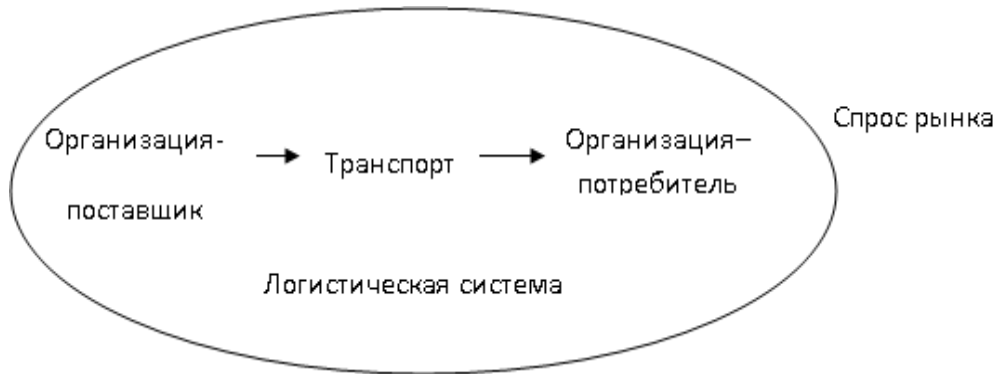 Организация-
поставщик
Транспорт
Организация–
потребитель
Спрос рынка
Логистическая система